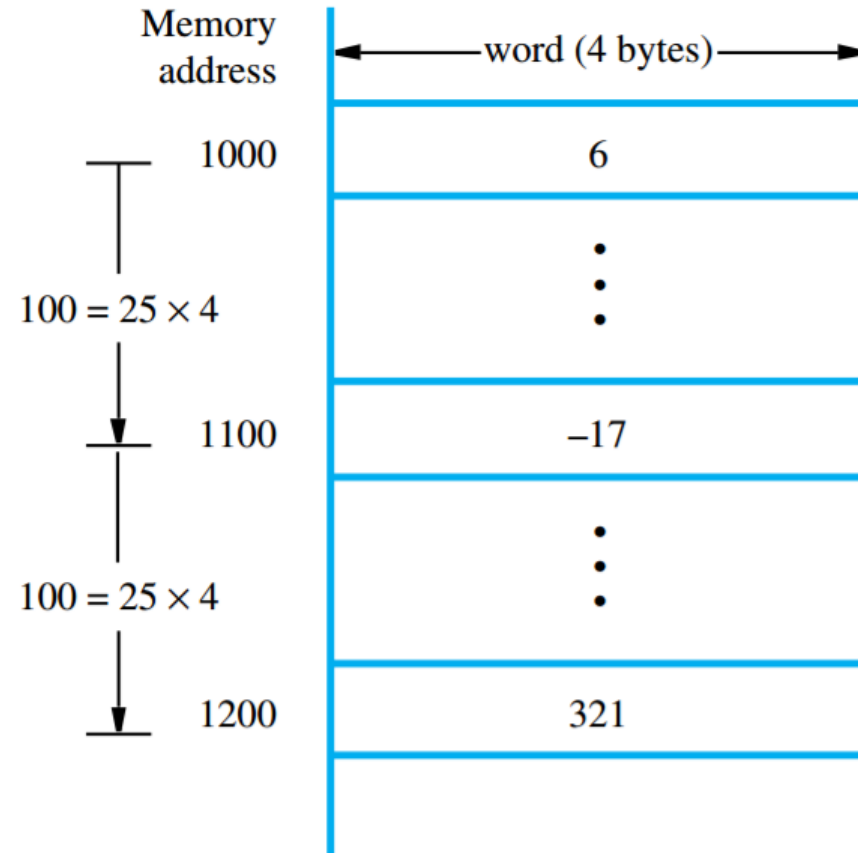 Memory
address
word (4 bytes)
1000
6
100 = 25 × 4
1100
–17
100 = 25 × 4
1200
321